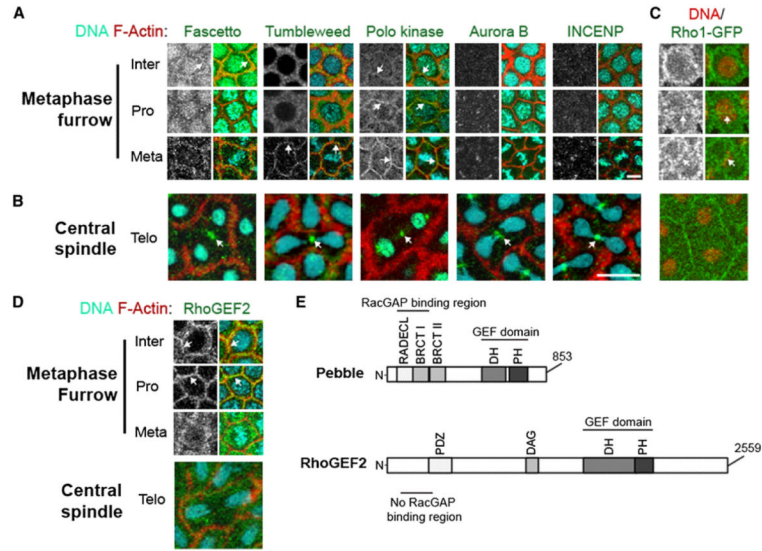 A
C
DNA F-Actin: Fascetto Tumbleweed Polo kinase Aurora B INCENP
DNA/
Rho1-GFP
Inter
Metaphase
furrow
Pro
Meta
B
Central
spindle
Telo
D
DNA F-Actin: RhoGEF2
Inter
Metaphase
Furrow
Pro
Meta
Central
spindle
Telo
E
RacGAP binding region
RADECL
BRCT I
BRCT II
GEF domain
DH
PH
853
Pebble
N
GEF domain
2559
PDZ
DAG
DH
PH
RhoGEF2
N
No RacGAP
binding region